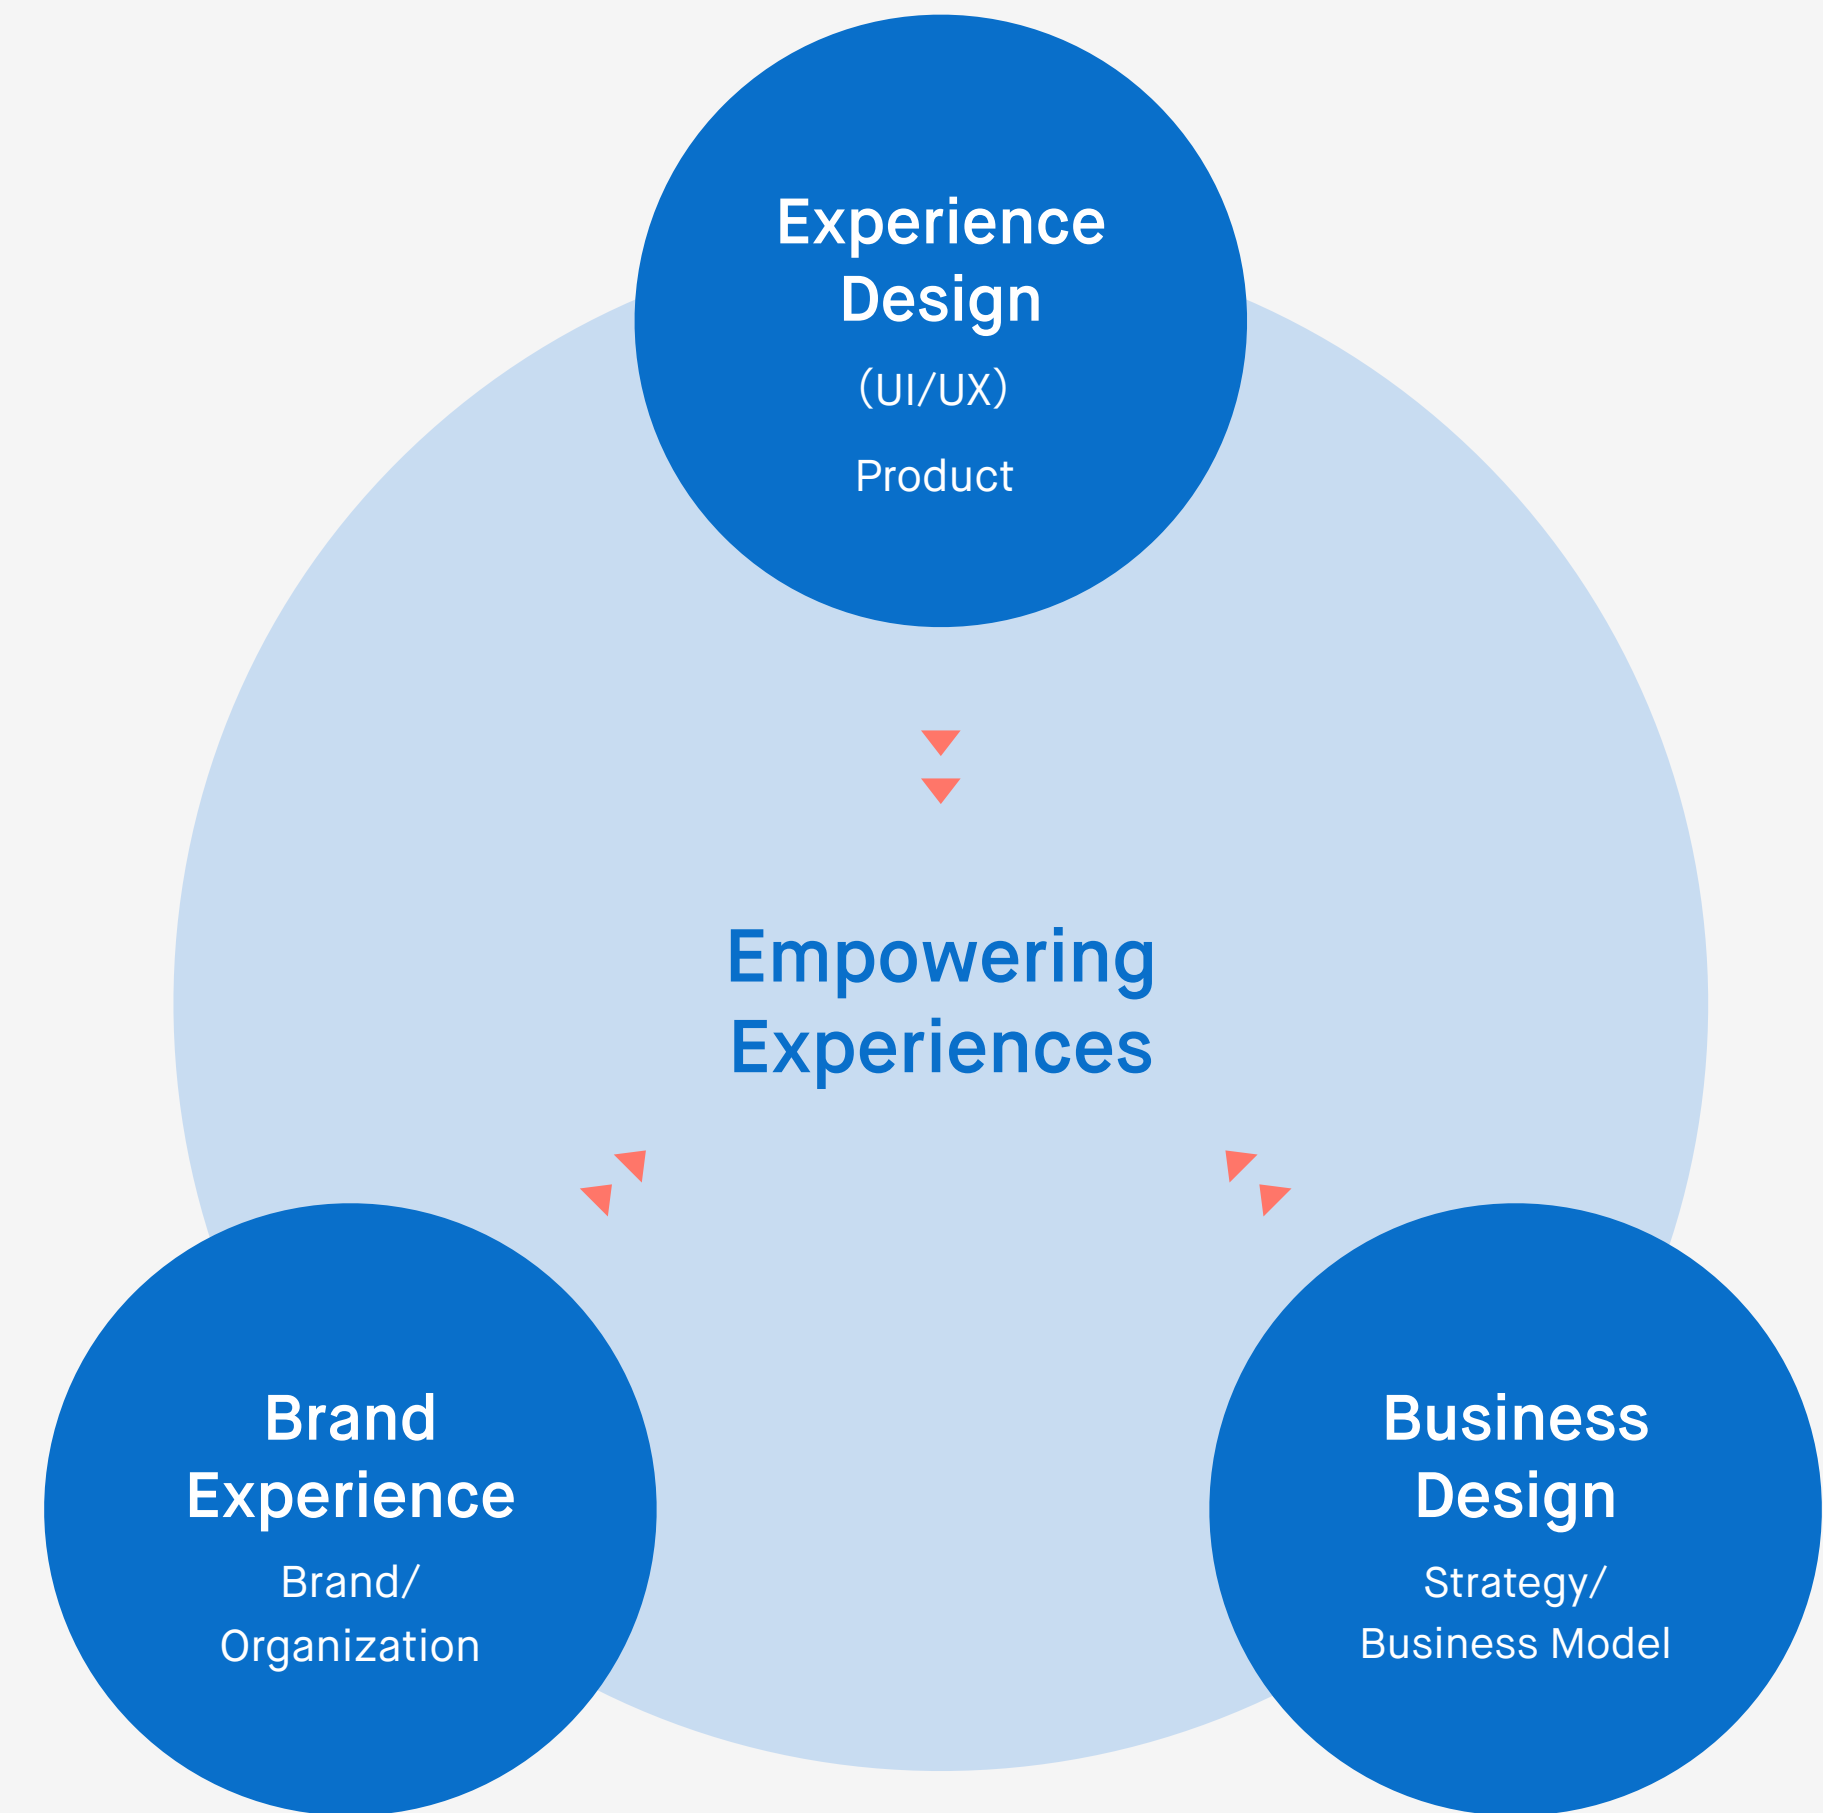 Experience
Design
（UI/UX）
Product
Empowering
Experiences
Brand
Experience
Brand/
Organization
Business
Design
Strategy/
Business Model